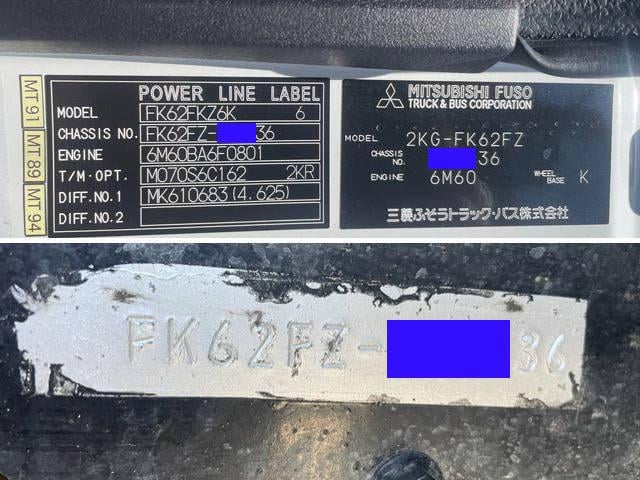 MT 91
MT 89
MT 94
POWER LINE LABEL
MODEL FK62FKZ6K 6
CHASSIS NO. FK62FZ- 36
ENGINE 6M60BA6F0801
T/M·OPT. M070S6C162 2KR
DIFF.NO.1 MK610683(4.625)
DIFF.NO.2
MITSUBISHI FUSO
TRUCK & BUS CORPORATION
MODEL 2KG-FK62FZ
CHASSIS NO. 36
ENGINE 6M60 WHEEL BASE K
三菱ふそうトラック・バス株式会社
FK62FZ- 36